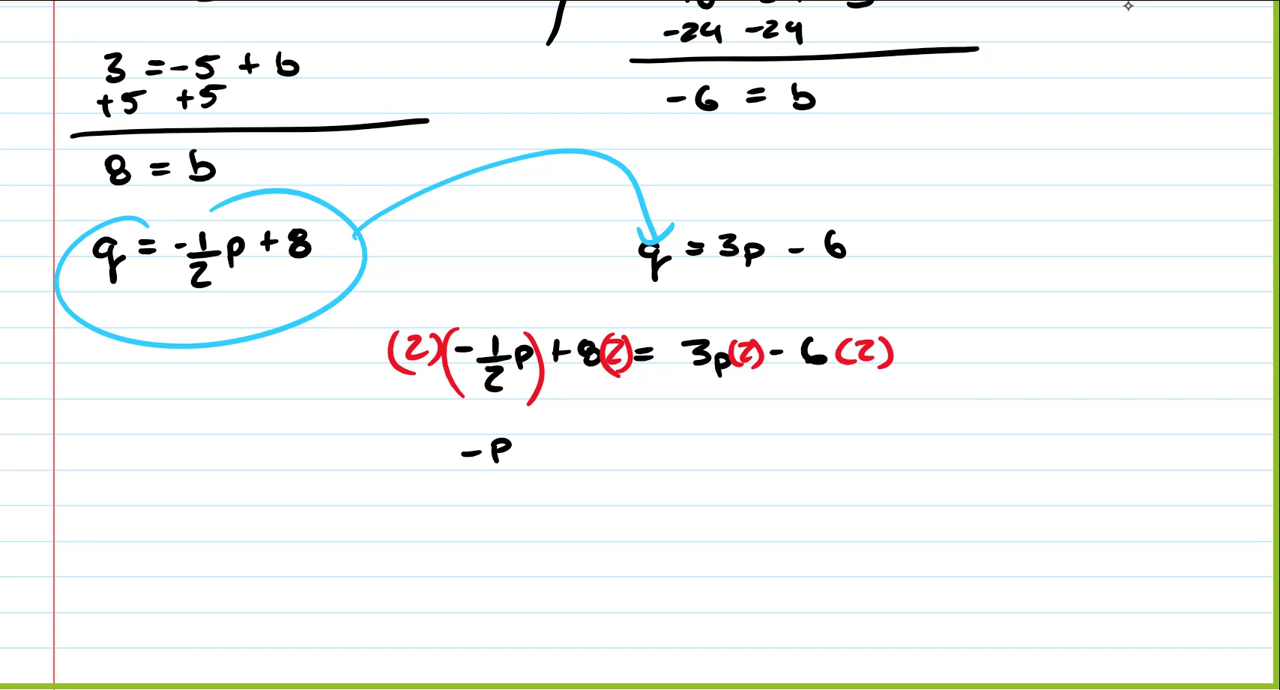 -24 -24
3 = -5 + b
+5 +5
-6 = b
8 = b
q = -1/2 p + 8
q = 3p - 6
(2)(-1/2 p) + 8(2) = 3p(2) - 6(2)
-p